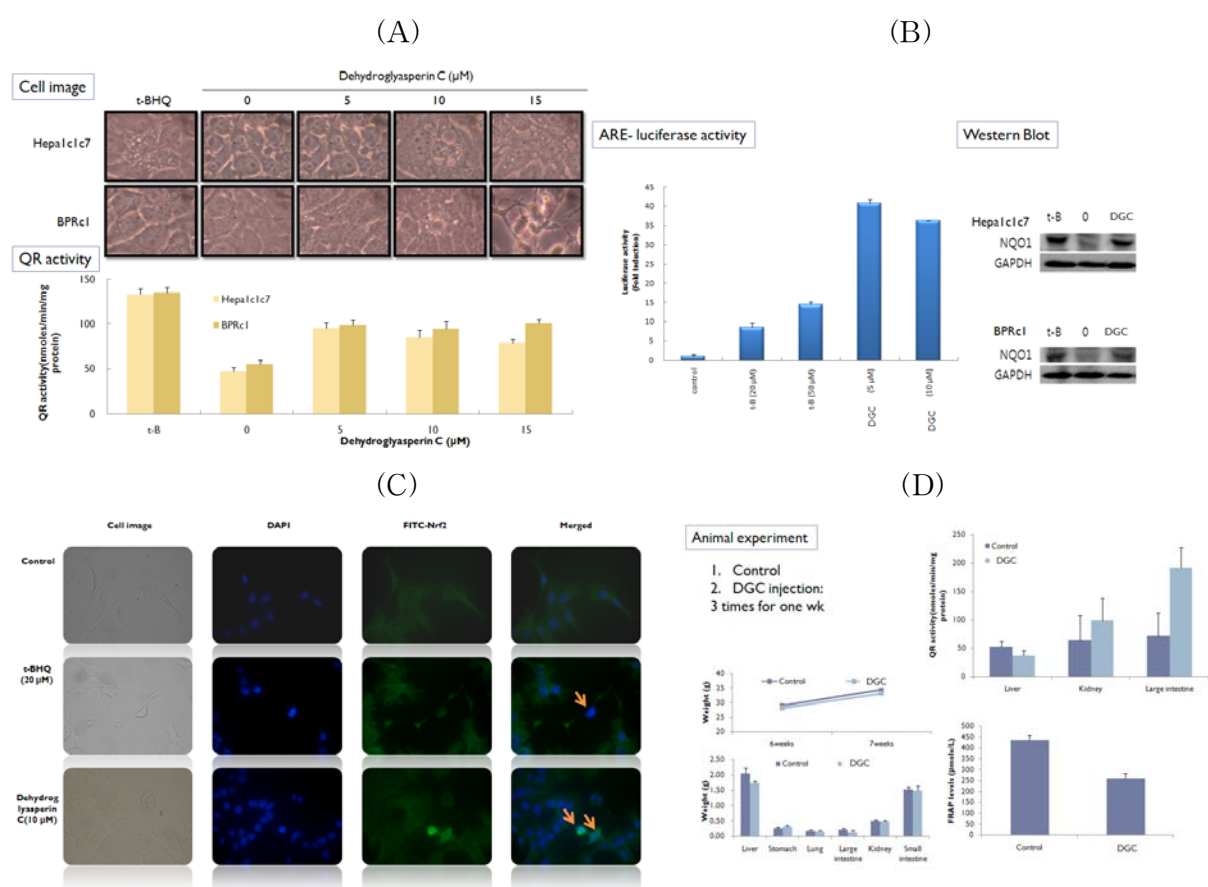 (A)
Cell image
Dehydroglyasperin C (μM)
t-BHQ 0 5 10 15
Hepa1c1c7
BPRc1
QR activity
150
100
50
0
QR activity(nmoles/min/mg
protein)
Hepa1c1c7
BPRc1
t-B 0 5 10 15
Dehydroglyasperin C (μM)
(B)
ARE- luciferase activity
45
40
35
30
25
20
15
10
5
0
Luciferase activity
(Fold induction)
control
t-B (20 μM)
t-B (50 μM)
DGC (5 μM)
DGC (10 μM)
Western Blot
Hepa1c1c7
t-B 0 DGC
NQO1
GAPDH
BPRc1
t-B 0 DGC
NQO1
GAPDH
(C)
Cell image DAPI FITC-Nrf2 Merged
Control
t-BHQ
(20 μM)
Dehydrog
lyasperin
C(10 μM)
(D)
Animal experiment
1. Control
2. DGC injection:
3 times for one wk
Control DGC
35
30
25
20
Weight (g)
6weeks 7weeks
Control DGC
2.00
1.50
1.00
0.50
0.00
Weight (g)
Liver Stomach Lung Large
intestine Kidney Small
intestine
250
200
150
100
50
0
QR activity(nmoles/min/mg
protein)
Control
DGC
Liver Kidney Large intestine
500
450
400
350
300
250
200
150
100
50
0
FRAP levels (μmole/L)
Control DGC